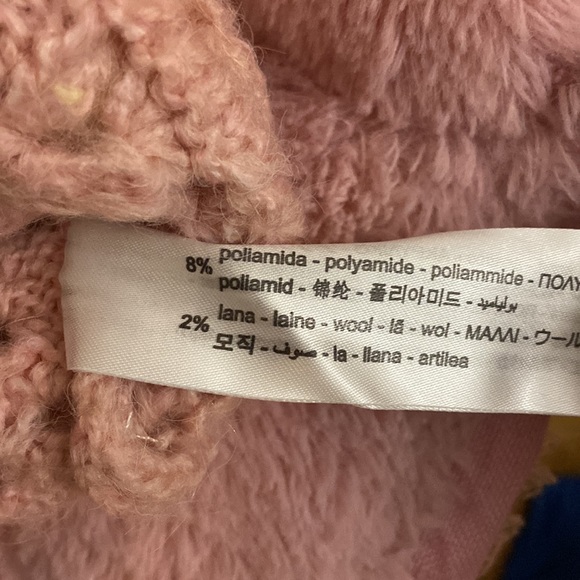 8% poliamida - polyamide - poliammide - ΠΟΛΥ
poliamid - 锦纶 - 폴리아미드 - بوليأميد
2% lana - laine - wool - lã - wol - ΜΑΛΛΙ - ウール
모직 - صوف - la - llana - artilea